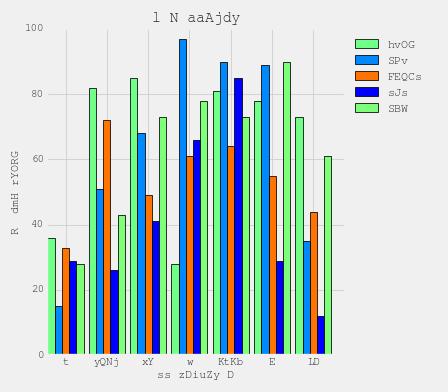 l N aaAjdy
hvOG
SPv
FEQCs
sJs
SBW
100
80
60
40
20
0
R dmH rYORG
t yQNj xY w KtKb E LD
ss zDiuZy D